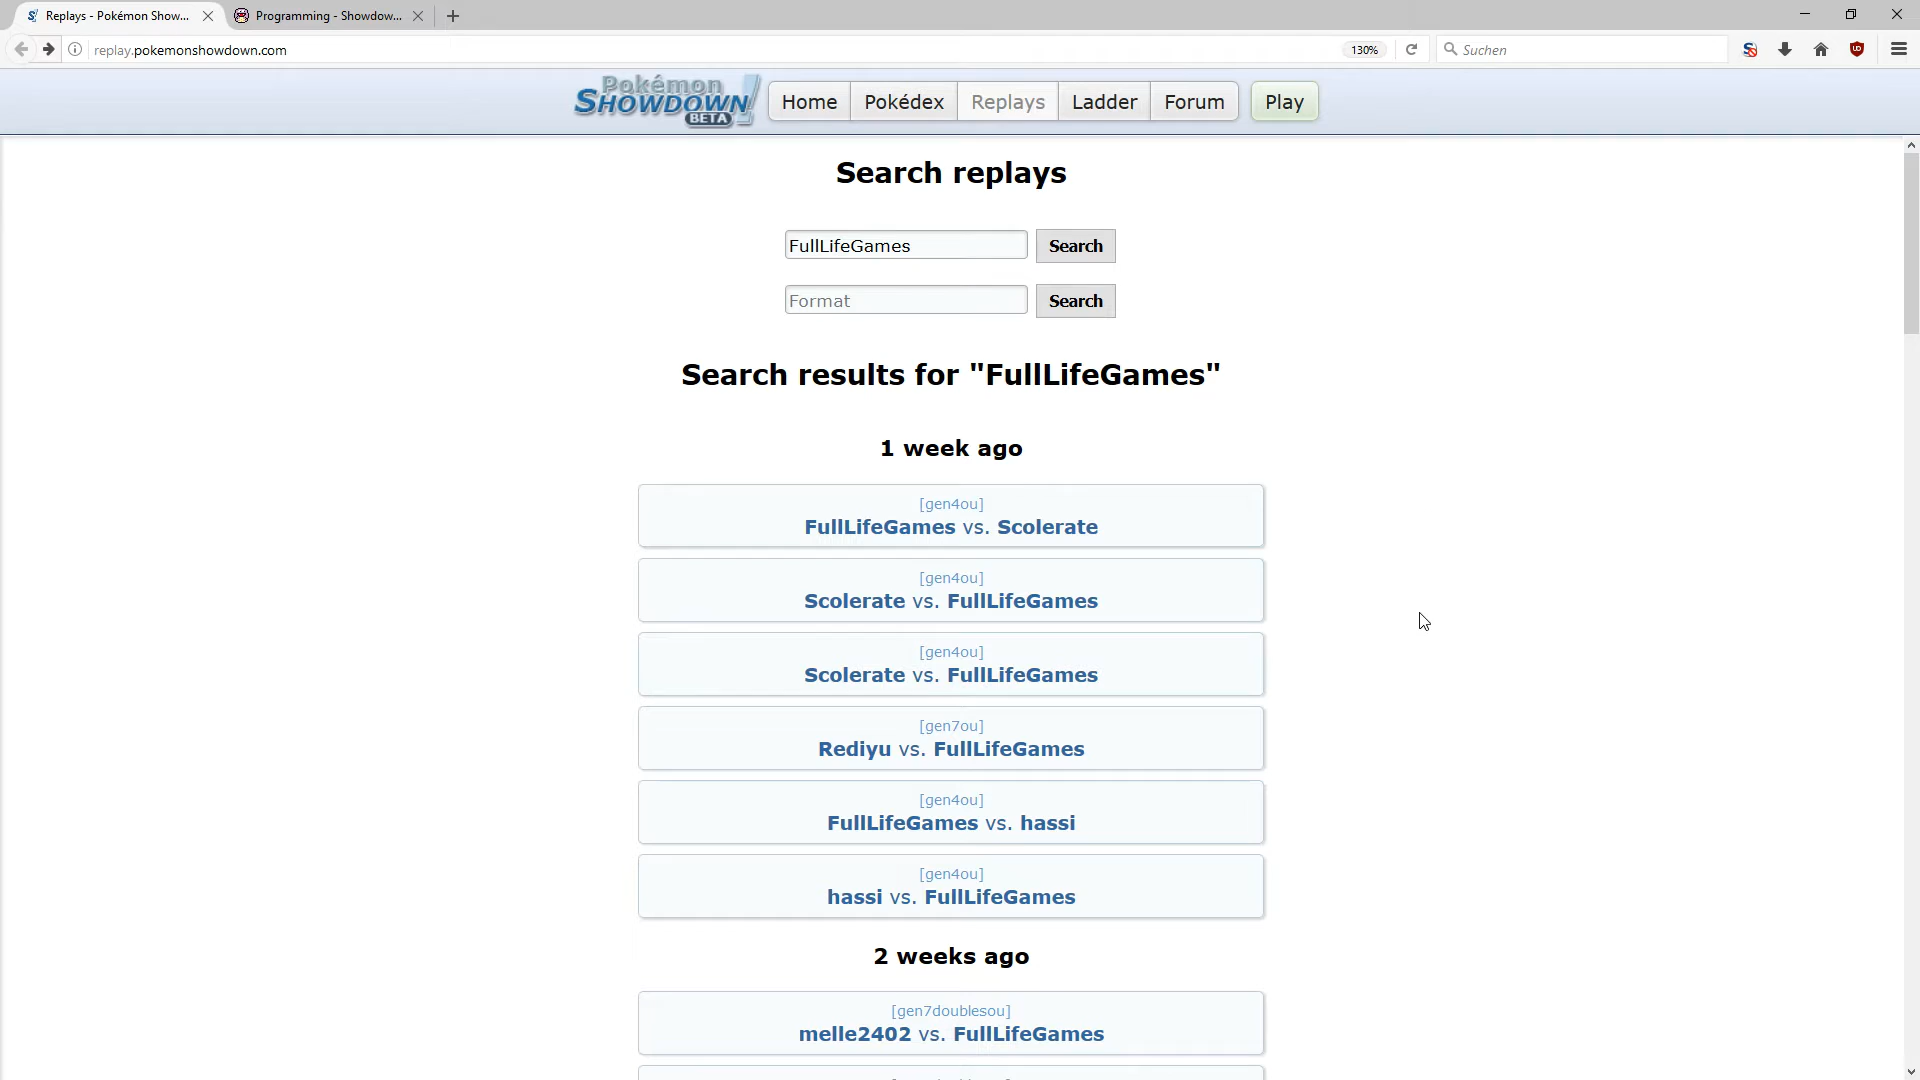 Replays - Pokémon Show...
Programming - Showdow...
replay.pokemonshowdown.com
130%
Suchen
Pokémon
SHOWDOWN!
BETA
Home
Pokédex
Replays
Ladder
Forum
Play
Search replays
FullLifeGames
Search
Format
Search
Search results for "FullLifeGames"
1 week ago
[gen4ou]
FullLifeGames vs. Scolerate
[gen4ou]
Scolerate vs. FullLifeGames
[gen4ou]
Scolerate vs. FullLifeGames
[gen7ou]
Rediyu vs. FullLifeGames
[gen4ou]
FullLifeGames vs. hassi
[gen4ou]
hassi vs. FullLifeGames
2 weeks ago
[gen7doublesou]
melle2402 vs. FullLifeGames